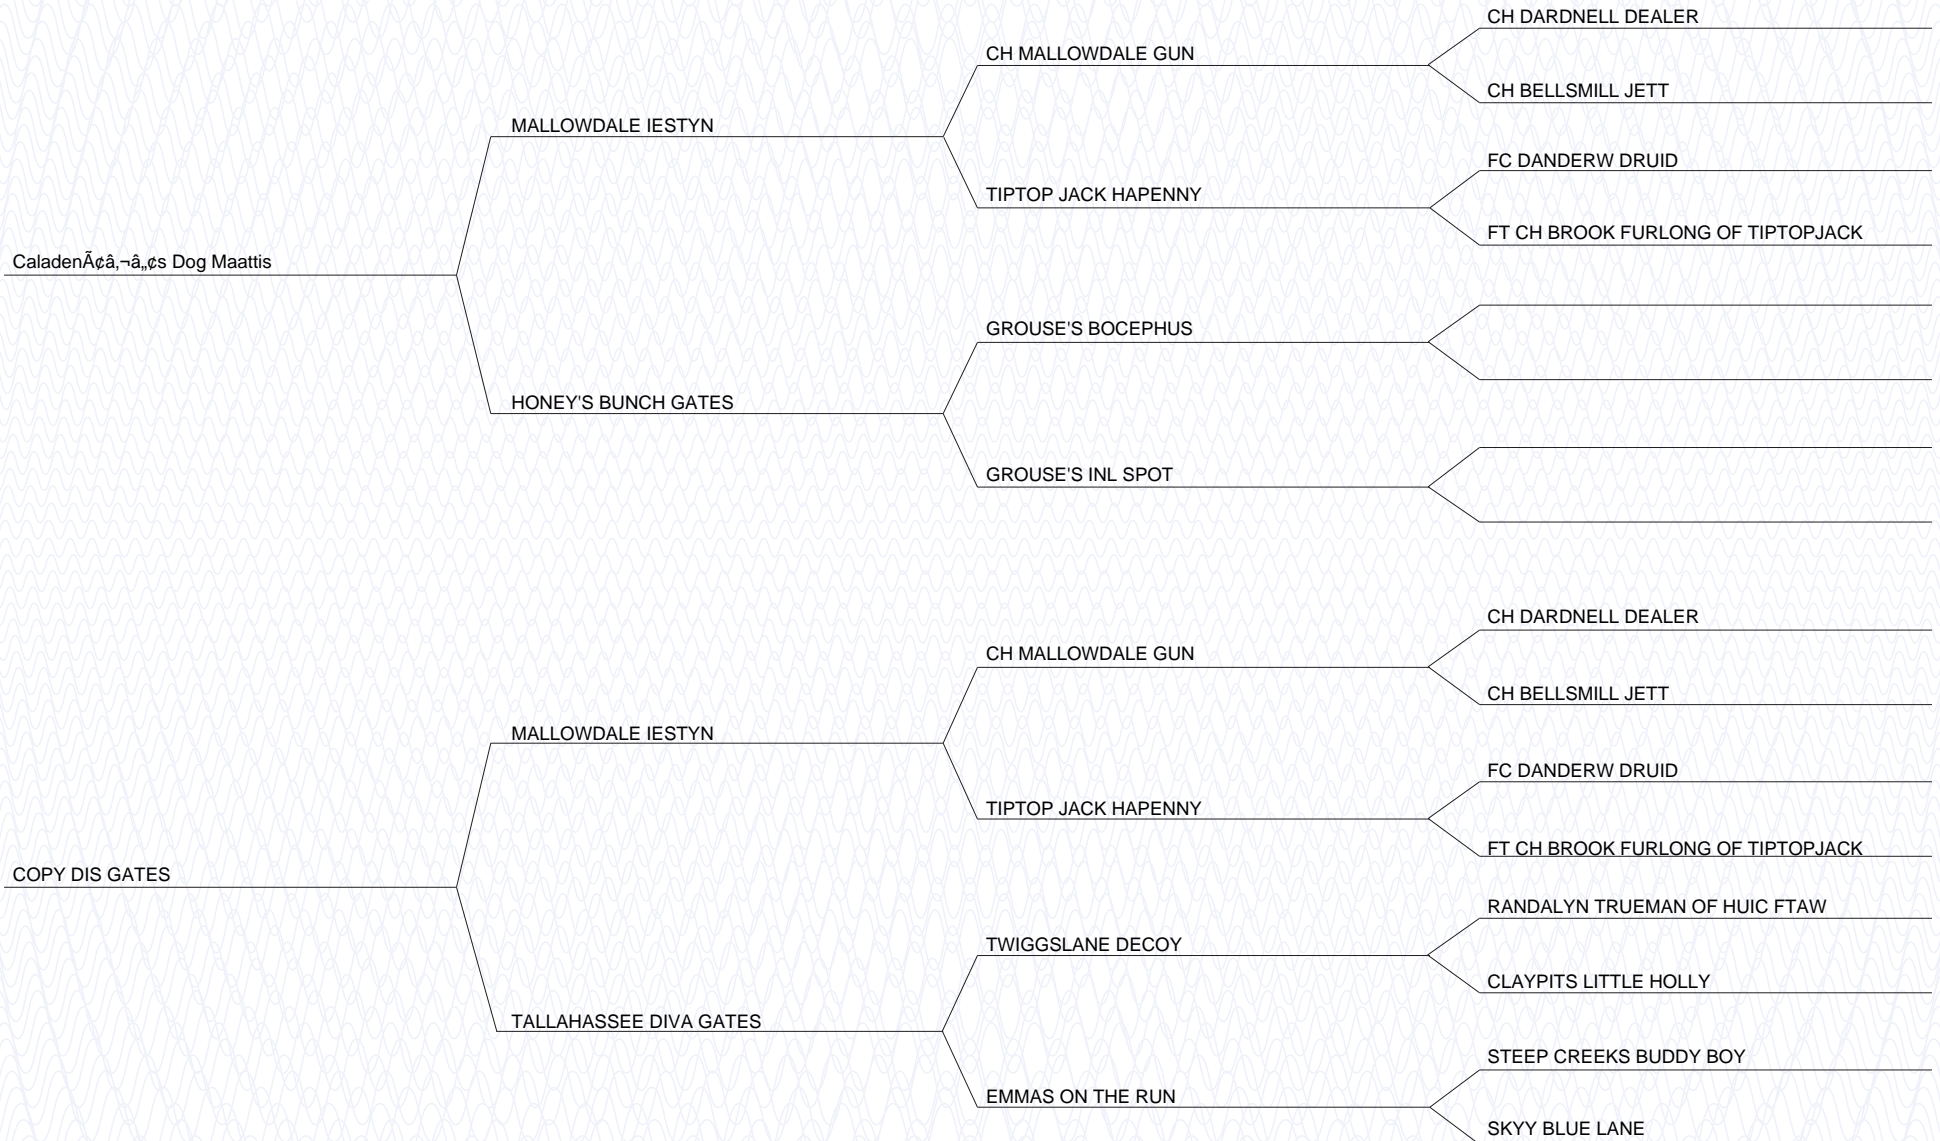 CH DARDNELL DEALER
CH MALLOWDALE GUN
CH BELLSMILL JETT
MALLOWDALE IESTYN
FC DANDERW DRUID
TIPTOP JACK HAPENNY
FT CH BROOK FURLONG OF TIPTOPJACK
CaladenÃ¢â‚¬â„¢s Dog Maattis
GROUSE'S BOCEPHUS
HONEY'S BUNCH GATES
GROUSE'S INL SPOT
CH DARDNELL DEALER
CH MALLOWDALE GUN
CH BELLSMILL JETT
MALLOWDALE IESTYN
FC DANDERW DRUID
TIPTOP JACK HAPENNY
FT CH BROOK FURLONG OF TIPTOPJACK
COPY DIS GATES
RANDALYN TRUEMAN OF HUIC FTAW
TWIGGSLANE DECOY
CLAYPITS LITTLE HOLLY
TALLAHASSEE DIVA GATES
STEEP CREEKS BUDDY BOY
EMMAS ON THE RUN
SKYY BLUE LANE